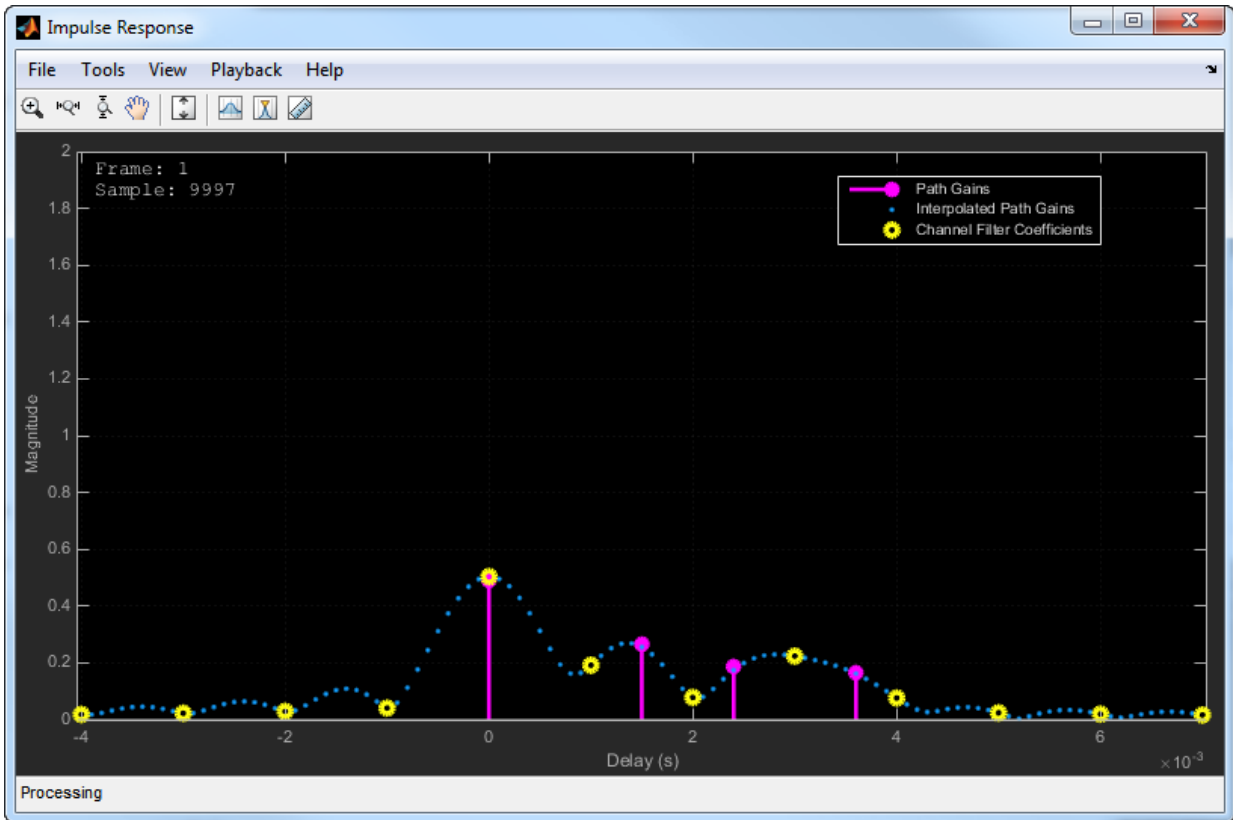 Impulse Response
File Tools View Playback Help
Frame: 1
Sample: 9997
Path Gains
Interpolated Path Gains
Channel Filter Coefficients
2
1.8
1.6
1.4
1.2
1
0.8
0.6
0.4
0.2
0
Magnitude
-4 -2 0 2 4 6
Delay (s)
×10-3
Processing